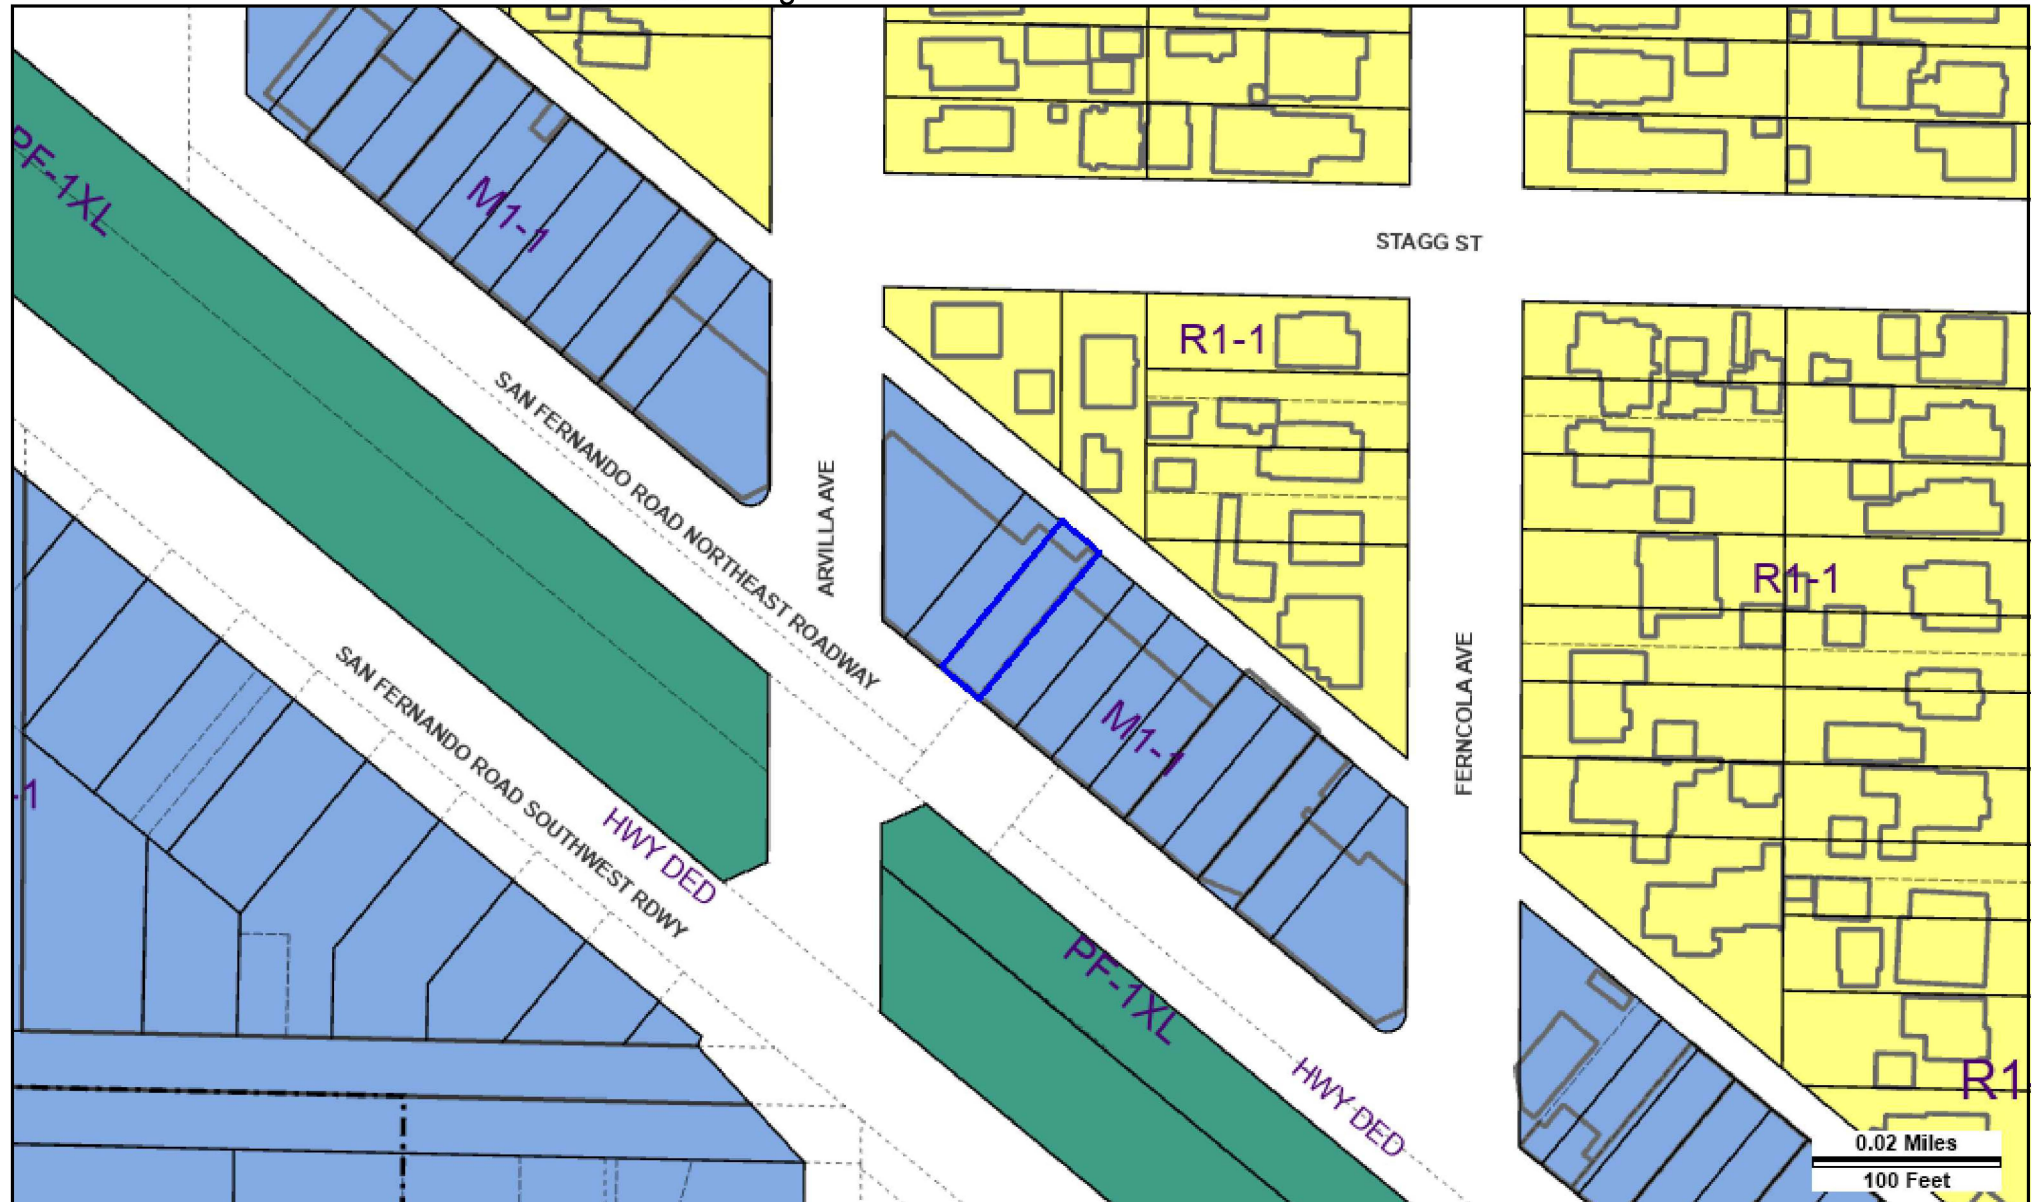 PF-1XL
M1-1
STAGG ST
R1-1
SAN FERNANDO ROAD NORTHEAST ROADWAY
ARVILLA AVE
R1-1
SAN FERNANDO ROAD SOUTHWEST RDWY
FERNCOLA AVE
M1-1
-1
HWY DED
PF-1XL
HWY DED
R1
0.02 Miles
100 Feet